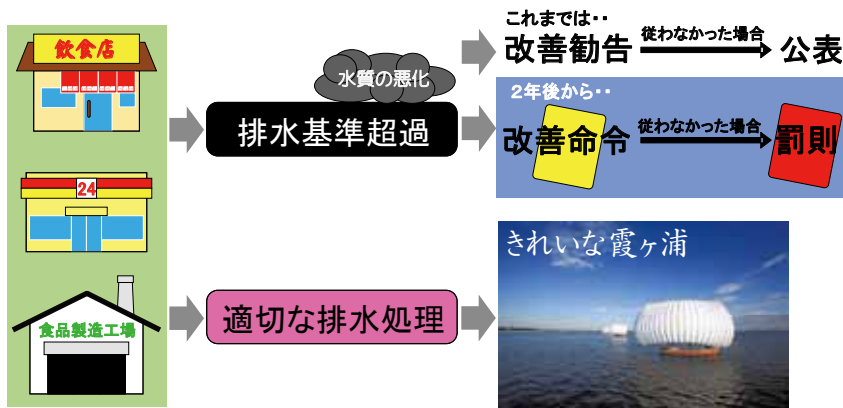 飲食店
24
食品製造工場
水質の悪化
排水基準超過
適切な排水処理
これまでは‥
改善勧告 従わなかった場合 公表
2年後から‥
改善命令 従わなかった場合 罰則
きれいな霞ヶ浦